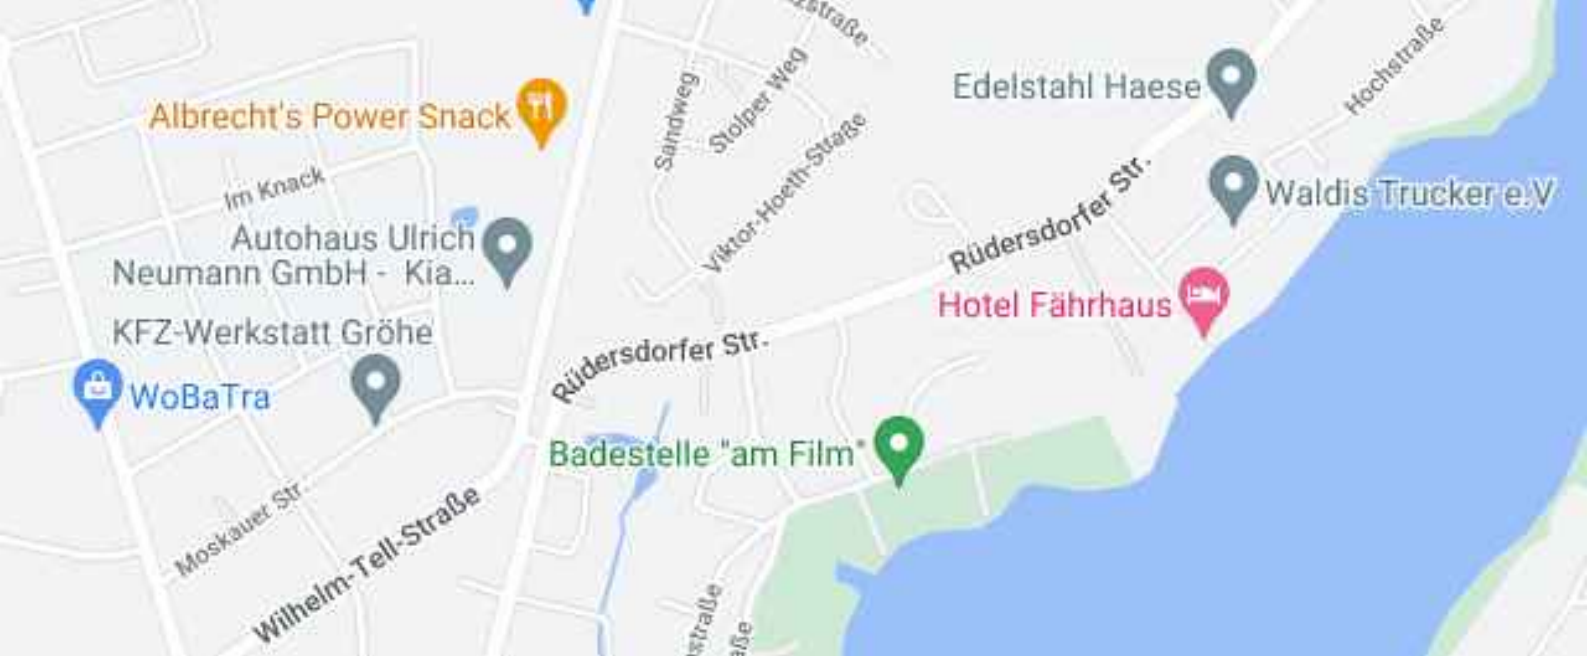 Sandweg
Stolper Weg
Viktor-Hoeth-Staße
Edelstahl Haese
Hochstraße
Albrecht's Power Snack
Im Knack
Rüdersdorfer Str.
Waldis Trucker e.V
Autohaus Ulrich
Neumann GmbH - Kia...
Hotel Fährhaus
KFZ-Werkstatt Gröhe
Rüdersdorfer Str.
WoBaTra
Badestelle "am Film"
Moskauer Str
Wilhelm-Tell-Straße